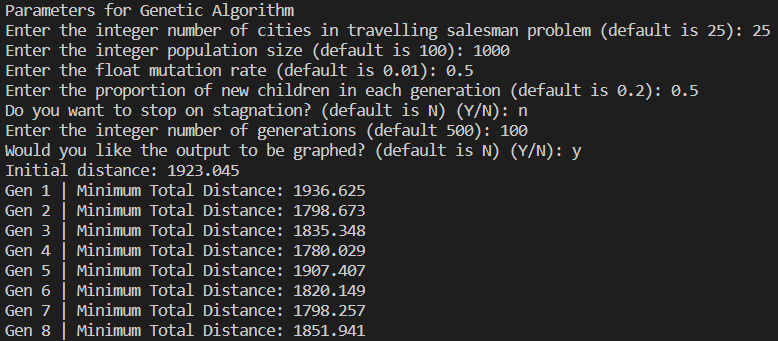 Parameters for Genetic Algorithm
Enter the integer number of cities in travelling salesman problem (default is 25): 25
Enter the integer population size (default is 100): 1000
Enter the float mutation rate (default is 0.01): 0.5
Enter the proportion of new children in each generation (default is 0.2): 0.5
Do you want to stop on stagnation? (default is N) (Y/N): n
Enter the integer number of generations (default 500): 100
Would you like the output to be graphed? (default is N) (Y/N): y
Initial distance: 1923.045
Gen 1 | Minimum Total Distance: 1936.625
Gen 2 | Minimum Total Distance: 1798.673
Gen 3 | Minimum Total Distance: 1835.348
Gen 4 | Minimum Total Distance: 1780.029
Gen 5 | Minimum Total Distance: 1907.407
Gen 6 | Minimum Total Distance: 1820.149
Gen 7 | Minimum Total Distance: 1798.257
Gen 8 | Minimum Total Distance: 1851.941